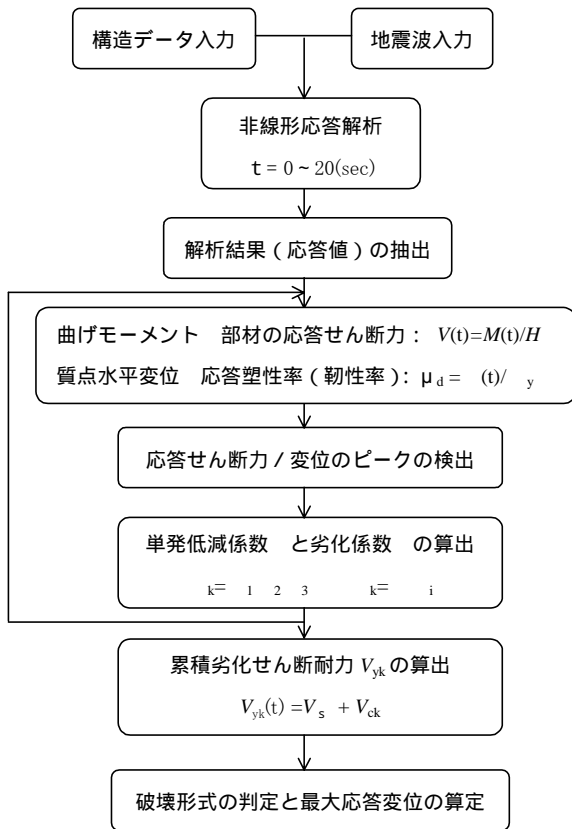 構造データ入力
地震波入力
非線形応答解析
t = 0 ~ 20(sec)
解析結果(応答値)の抽出
曲げモーメント 部材の応答せん断力: V(t)=M(t)/H
質点水平変位 応答塑性率(靭性率): μd = (t)/ y
応答せん断力 / 変位のピークの検出
単発低減係数 と劣化係数 の算出
k= 1 2 3 k= i
累積劣化せん断耐力 Vyk の算出
Vyk(t) =Vs + Vck
破壊形式の判定と最大応答変位の算定